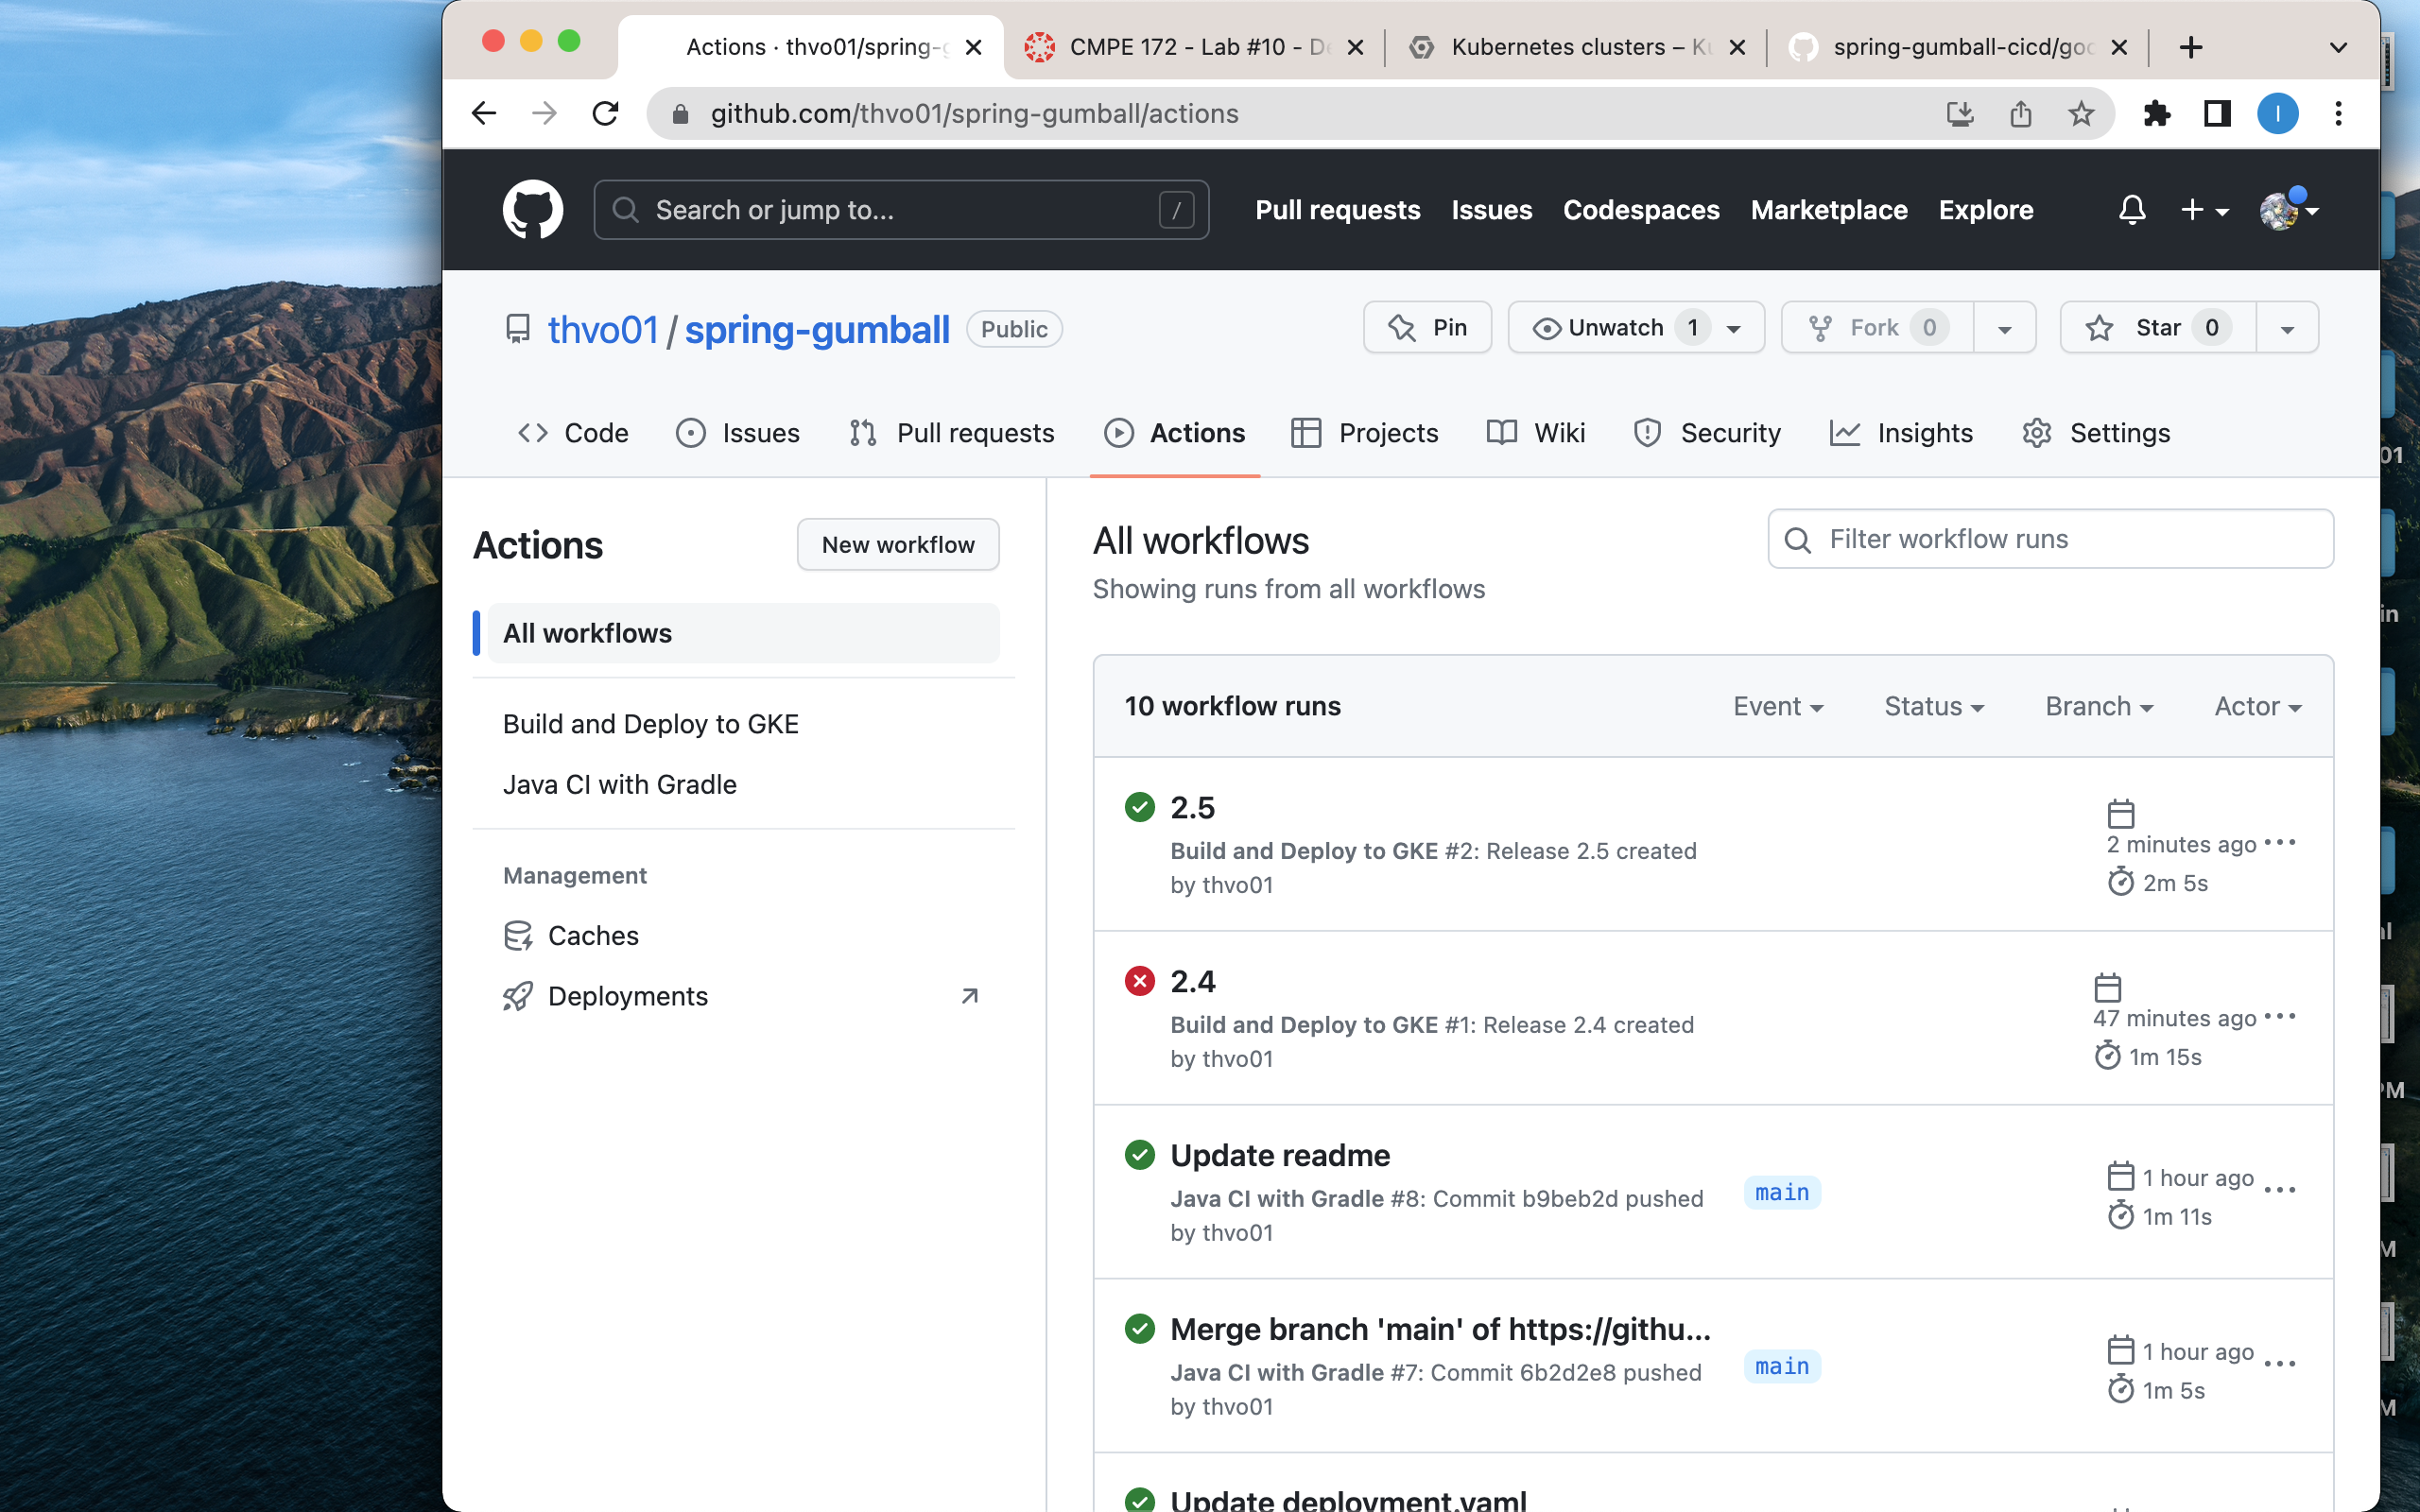 Actions · thvo01/spring-g
CMPE 172 - Lab #10 - De
Kubernetes clusters – Ku
spring-gumball-cicd/goo
github.com/thvo01/spring-gumball/actions
I
Search or jump to...
/
Pull requests
Issues
Codespaces
Marketplace
Explore
thvo01 / spring-gumball
Public
Pin
Unwatch 1
Fork 0
Star 0
Code
Issues
Pull requests
Actions
Projects
Wiki
Security
Insights
Settings
Actions
New workflow
All workflows
Build and Deploy to GKE
Java CI with Gradle
Management
Caches
Deployments
All workflows
Showing runs from all workflows
Filter workflow runs
10 workflow runs
Event
Status
Branch
Actor
2.5
Build and Deploy to GKE #2: Release 2.5 created
by thvo01
2 minutes ago
2m 5s
2.4
Build and Deploy to GKE #1: Release 2.4 created
by thvo01
47 minutes ago
1m 15s
Update readme
Java CI with Gradle #8: Commit b9beb2d pushed
by thvo01
main
1 hour ago
1m 11s
Merge branch 'main' of https://githu...
Java CI with Gradle #7: Commit 6b2d2e8 pushed
by thvo01
main
1 hour ago
1m 5s
Update deployment.yaml
01
in
PM